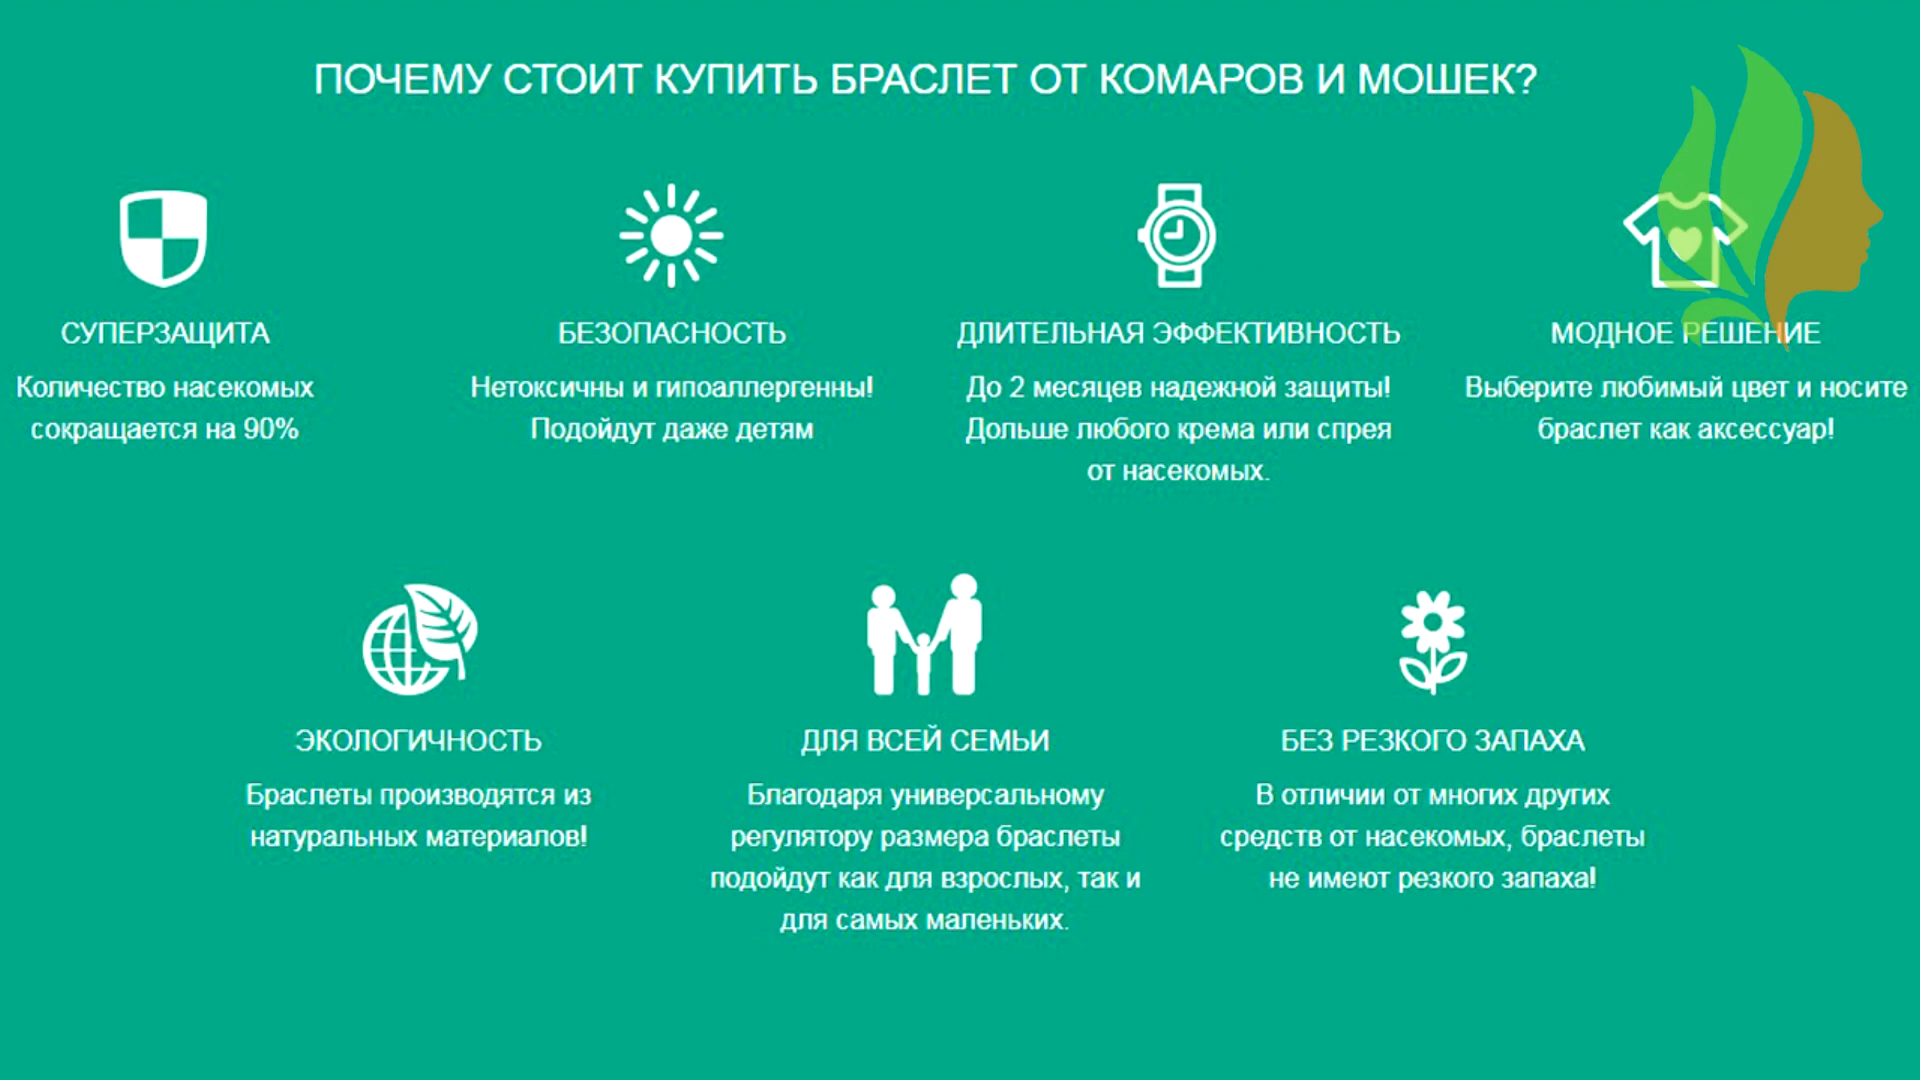 ПОЧЕМУ СТОИТ КУПИТЬ БРАСЛЕТ ОТ КОМАРОВ И МОШЕК?
СУПЕРЗАЩИТА
Количество насекомых
сокращается на 90%
БЕЗОПАСНОСТЬ
Нетоксичны и гипоаллергенны!
Подойдут даже детям
ДЛИТЕЛЬНАЯ ЭФФЕКТИВНОСТЬ
До 2 месяцев надежной защиты!
Дольше любого крема или спрея
от насекомых.
МОДНОЕ РЕШЕНИЕ
Выберите любимый цвет и носите
браслет как аксессуар!
ЭКОЛОГИЧНОСТЬ
Браслеты производятся из
натуральных материалов!
ДЛЯ ВСЕЙ СЕМЬИ
Благодаря универсальному
регулятору размера браслеты
подойдут как для взрослых, так и
для самых маленьких.
БЕЗ РЕЗКОГО ЗАПАХА
В отличии от многих других
средств от насекомых, браслеты
не имеют резкого запаха!